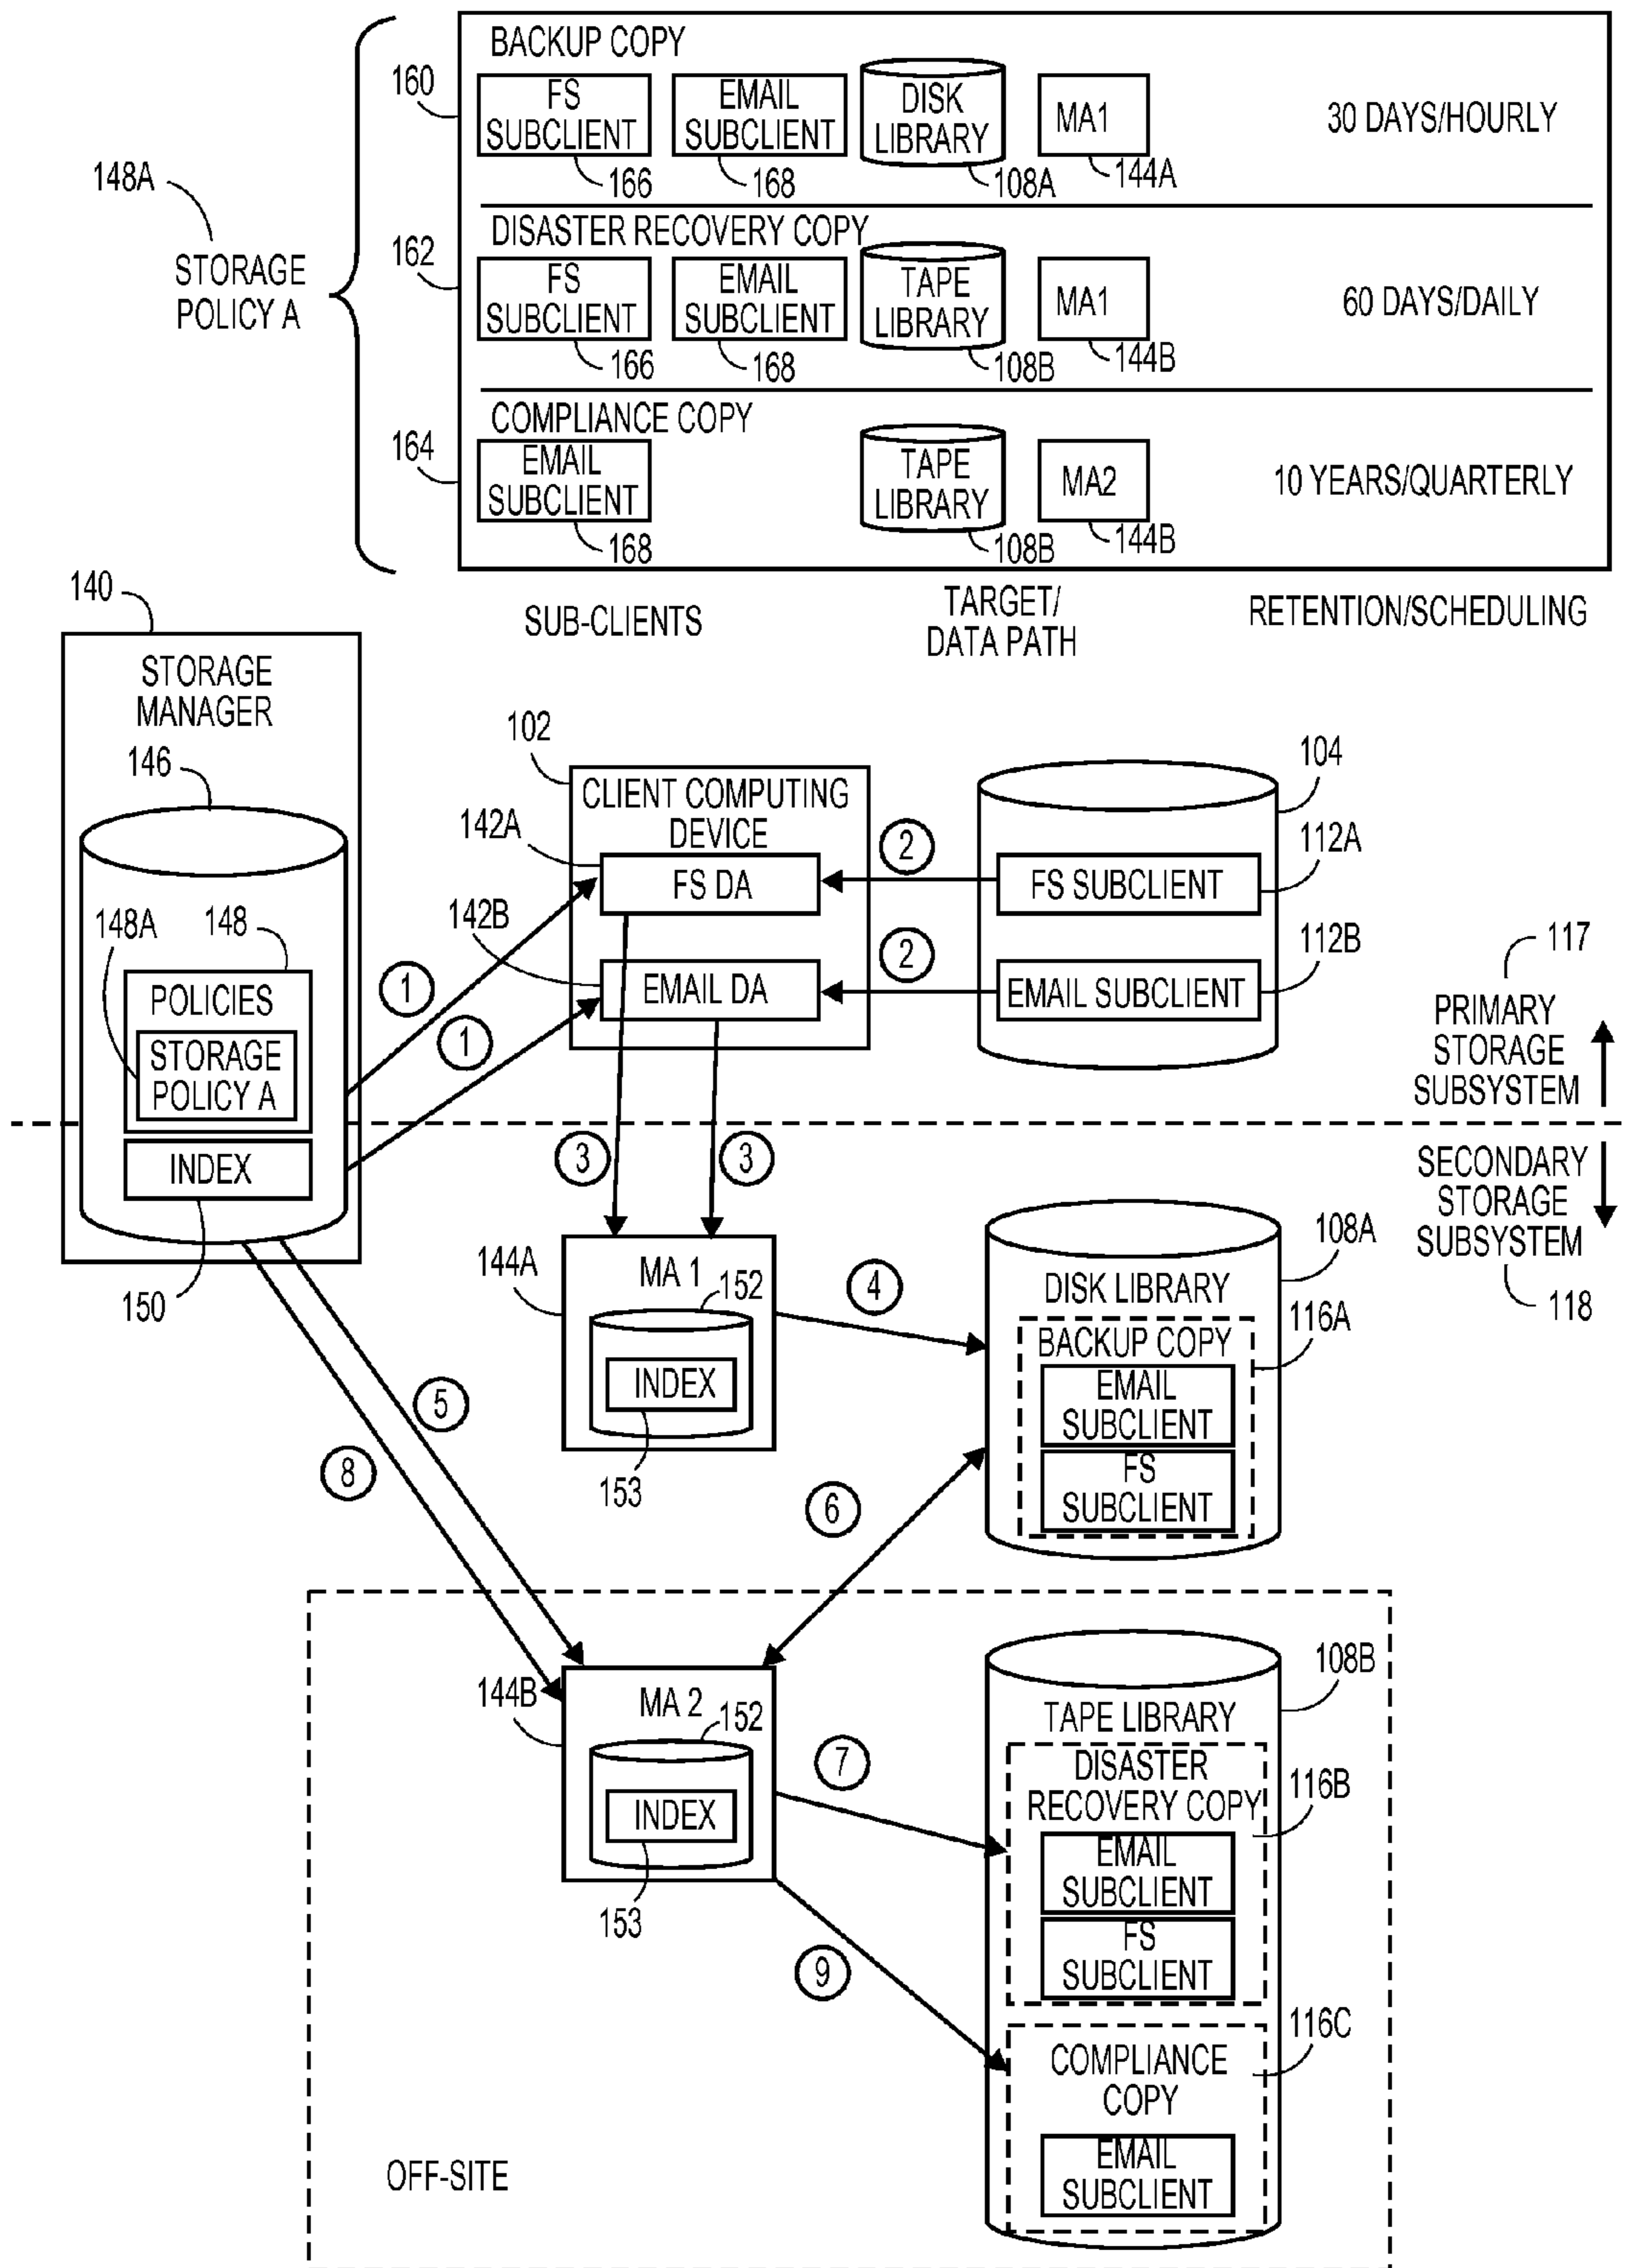 BACKUP COPY
160
FS
SUBCLIENT
166
EMAIL
SUBCLIENT
168
DISK
LIBRARY
108A
MA1
144A
30 DAYS/HOURLY
148A
STORAGE
POLICY A
DISASTER RECOVERY COPY
162
FS
SUBCLIENT
166
EMAIL
SUBCLIENT
168
TAPE
LIBRARY
108B
MA1
144B
60 DAYS/DAILY
COMPLIANCE COPY
164
EMAIL
SUBCLIENT
168
TAPE
LIBRARY
108B
MA2
144B
10 YEARS/QUARTERLY
SUB-CLIENTS
TARGET/
DATA PATH
RETENTION/SCHEDULING
140
STORAGE
MANAGER
146
148A
148
POLICIES
STORAGE
POLICY A
INDEX
150
1
1
102
CLIENT COMPUTING
DEVICE
142A
FS DA
142B
EMAIL DA
2
2
104
FS SUBCLIENT
112A
EMAIL SUBCLIENT
112B
117
PRIMARY
STORAGE
SUBSYSTEM
SECONDARY
STORAGE
SUBSYSTEM
118
3
3
144A
MA 1
152
INDEX
153
4
108A
DISK LIBRARY
BACKUP COPY
116A
EMAIL
SUBCLIENT
FS
SUBCLIENT
5
8
6
144B
MA 2
152
INDEX
153
7
9
108B
TAPE LIBRARY
DISASTER
RECOVERY COPY
116B
EMAIL
SUBCLIENT
FS
SUBCLIENT
116C
COMPLIANCE
COPY
EMAIL
SUBCLIENT
OFF-SITE